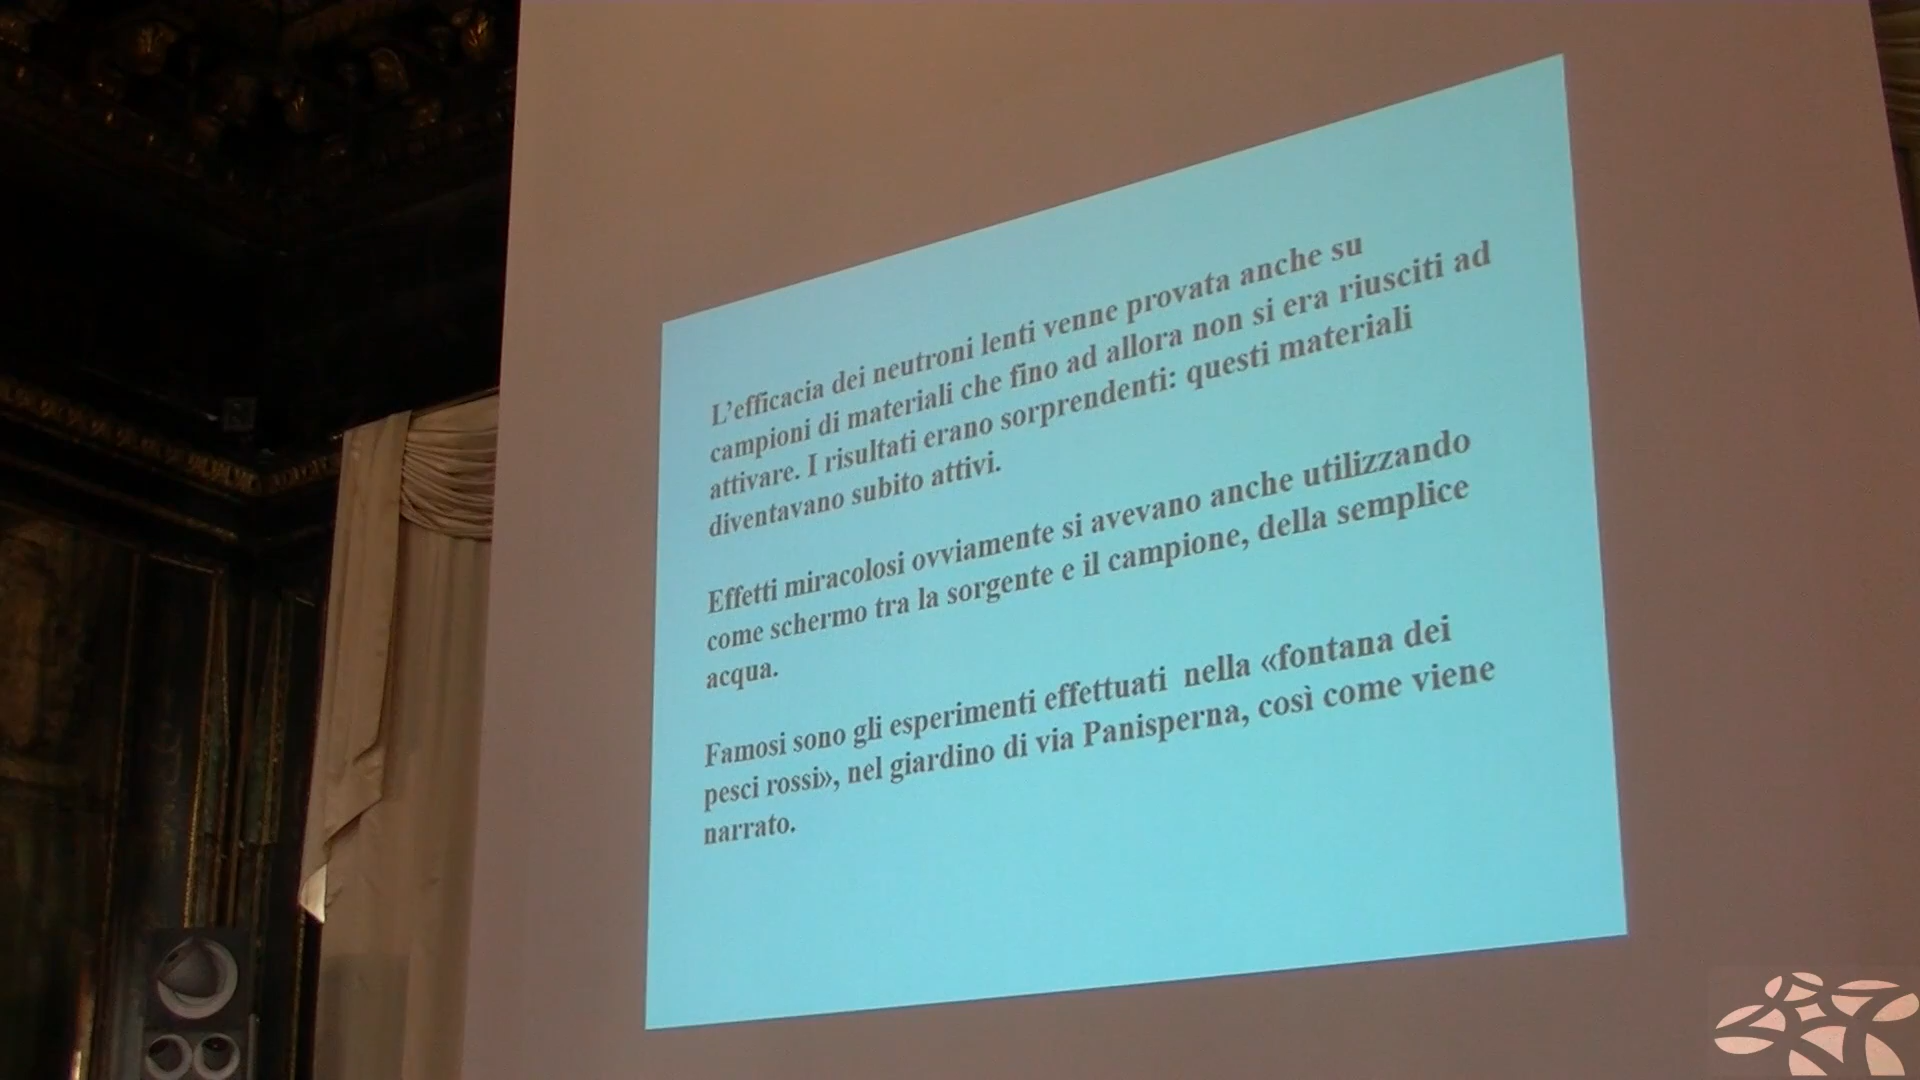 L’efficacia dei neutroni lenti venne provata anche su
campioni di materiali che fino ad allora non si era riusciti ad
attivare. I risultati erano sorprendenti: questi materiali
diventavano subito attivi.
Effetti miracolosi ovviamente si avevano anche utilizzando
come schermo tra la sorgente e il campione, della semplice
acqua.
Famosi sono gli esperimenti effettuati nella «fontana dei
pesci rossi», nel giardino di via Panisperna, così come viene
narrato.